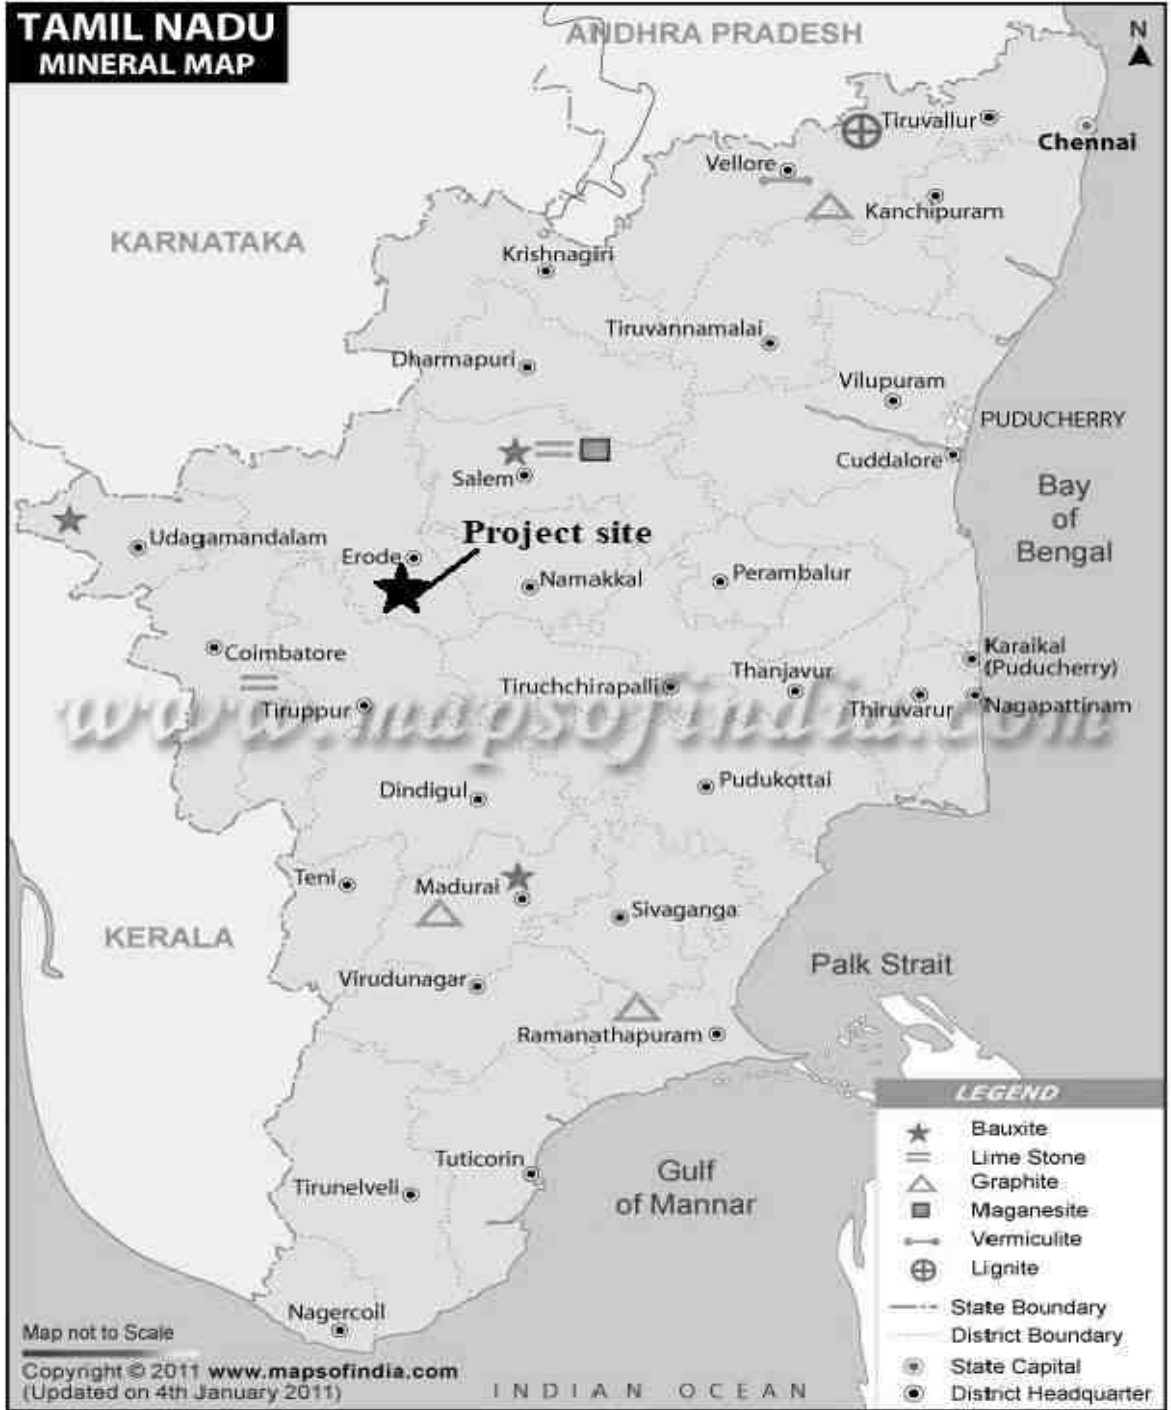 TAMIL NADU
MINERAL MAP
ANDHRA PRADESH
N
Tiruvallur
Chennai
Vellore
Kanchipuram
KARNATAKA
Krishnagiri
Tiruvannamalai
Dharmapuri
Vilupuram
PUDUCHERRY
Cuddalore
Salem
Bay
of
Bengal
Project site
Udagamandalam
Erode
Namakkal
Perambalur
Coimbatore
Karaikal
(Puducherry)
Thanjavur
Tiruchchirapalli
Tiruppur
Thiruvarur
Nagapattinam
www.mapsofindia.com
Dindigul
Pudukottai
Teni
Madurai
Sivaganga
KERALA
Palk Strait
Virudunagar
Ramanathapuram
LEGEND
Bauxite
Lime Stone
Graphite
Maganesite
Vermiculite
Lignite
State Boundary
District Boundary
State Capital
District Headquarter
Tuticorin
Tirunelveli
Gulf
of Mannar
Nagercoil
Map not to Scale
Copyright © 2011 www.mapsofindia.com
(Updated on 4th January 2011)
INDIAN OCEAN